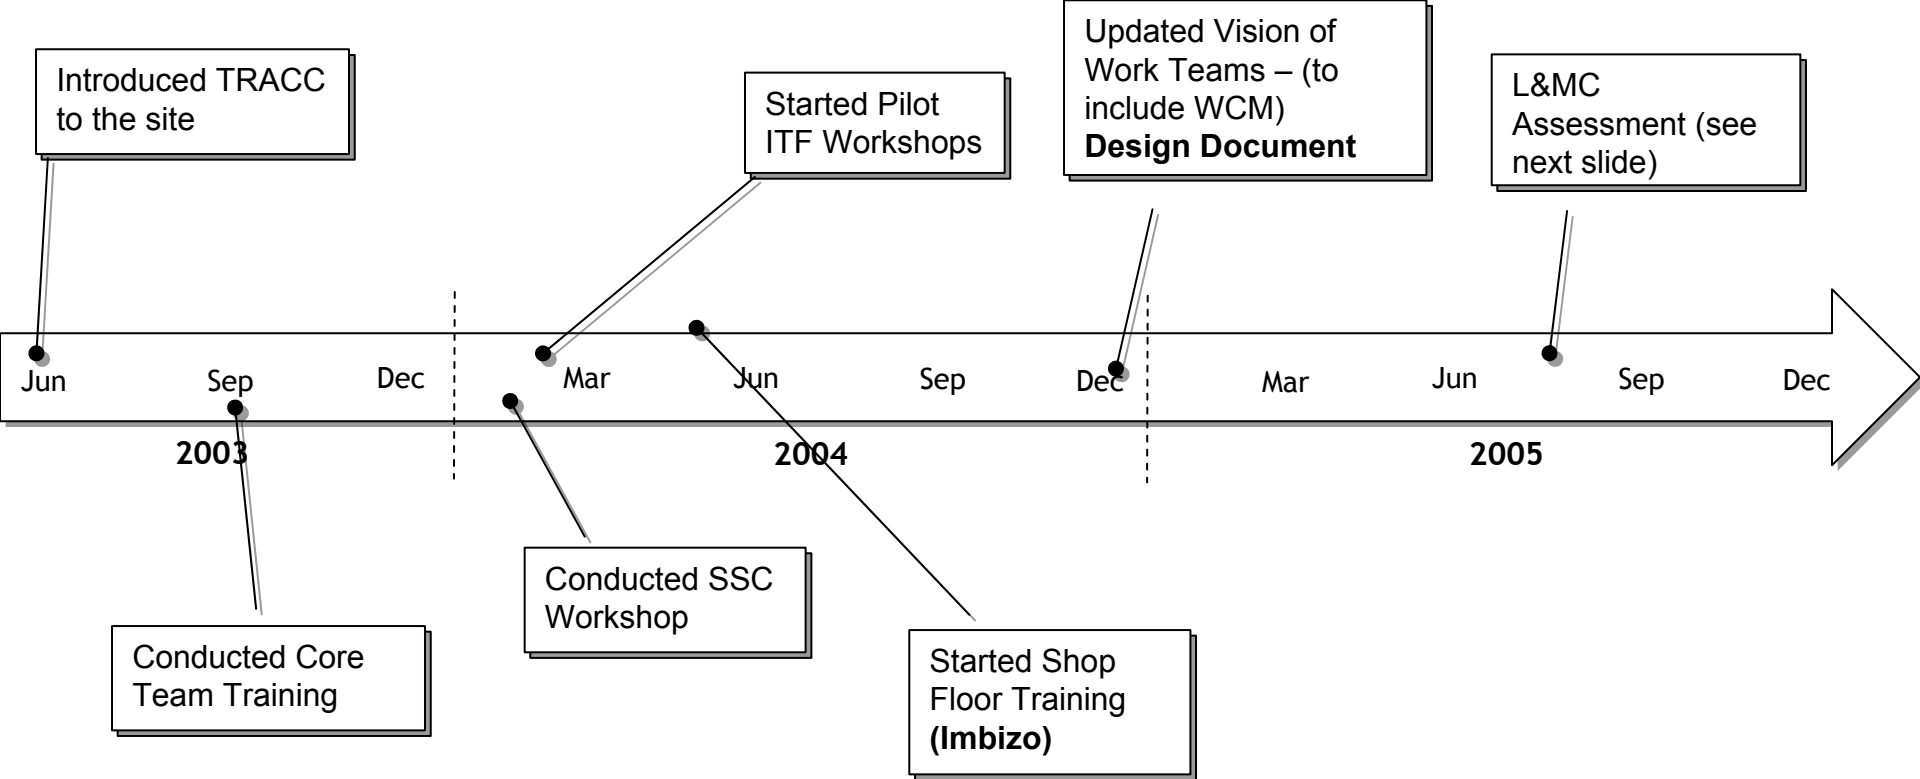 Introduced TRACC
to the site
Started Pilot
ITF Workshops
Updated Vision of
Work Teams – (to
include WCM)
Design Document
L&MC
Assessment (see
next slide)
Jun
Sep
Dec
Mar
Jun
Sep
Dec
Mar
Jun
Sep
Dec
2003
2004
2005
Conducted Core
Team Training
Conducted SSC
Workshop
Started Shop
Floor Training
(Imbizo)